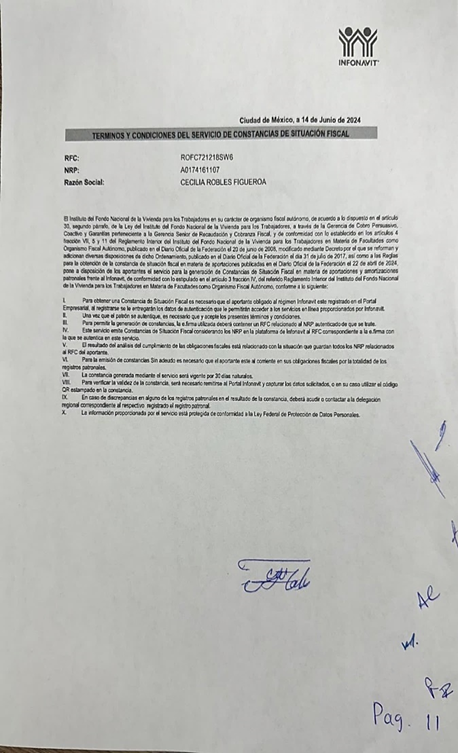 INFONAVIT
Ciudad de México, a 14 de Junio de 2024
TERMINOS Y CONDICIONES DEL SERVICIO DE CONSTANCIAS DE SITUACIÓN FISCAL
RFC: ROFC721218SW6
NRP: A0174161107
Razón Social: CECILIA ROBLES FIGUEROA
El Instituto del Fondo Nacional de la Vivienda para los Trabajadores en su carácter de organismo fiscal autónomo, de acuerdo a lo dispuesto en el artículo
30, segundo párrafo, de la Ley del Instituto del Fondo Nacional de la Vivienda para los Trabajadores, a través de la Gerencia de Cobro Persuasivo,
Coactivo y Garantías perteneciente a la Gerencia Senior de Recaudación y Cobranza Fiscal, y de conformidad con lo establecido en los artículos 4
fracción VII, 8 y 11 del Reglamento Interior del Instituto del Fondo Nacional de la Vivienda para los Trabajadores en Materia de Facultades como
Organismo Fiscal Autónomo, publicado en el Diario Oficial de la Federación el 20 de junio de 2008, modificado mediante Decreto por el que se reforman y
adicionan diversas disposiciones de dicho Ordenamiento, publicado en el Diario Oficial de la Federación el día 31 de julio de 2017, así como a las Reglas
para la obtención de la constancia de situación fiscal en materia de aportaciones publicadas en el Diario Oficial de la Federación el 22 de abril de 2024,
pone a disposición de los aportantes el servicio para la generación de Constancias de Situación Fiscal en materia de aportaciones y amortizaciones
patronales frente al Infonavit, de conformidad con lo estipulado en el artículo 3 fracción IV, del referido Reglamento Interior del Instituto del Fondo Nacional
de la Vivienda para los Trabajadores en Materia de Facultades como Organismo Fiscal Autónomo, conforme a lo siguiente:
I. Para obtener una Constancia de Situación Fiscal es necesario que el aportante obligado al régimen Infonavit este registrado en el Portal
Empresarial, al registrarse se le entregarán los datos de autenticación que le permitirán acceder a los servicios en línea proporcionados por Infonavit.
II. Una vez que el patrón se autentique, es necesario que y acepte los presentes términos y condiciones.
III. Para permitir la generación de constancias, la e.firma utilizada deberá contener un RFC relacionado al NRP autenticado de que se trate.
IV. Este servicio emite Constancias de Situación Fiscal considerando los NRP en la plataforma de Infonavit al RFC correspondiente a la e.firma con
la que se autentica en este servicio.
V. El resultado del análisis del cumplimiento de las obligaciones fiscales está relacionado con la situación que guardan todos los NRP relacionados
al RFC del aportante.
VI. Para la emisión de constancias Sin adeudo es necesario que el aportante este al corriente en sus obligaciones fiscales por la totalidad de los
registros patronales.
VII. La constancia generada mediante el servicio será vigente por 30 días naturales.
VIII. Para verificar la validez de la constancia, será necesario remitirse al Portal Infonavit y capturar los datos solicitados, o en su caso utilizar el código
QR estampado en la constancia.
IX. En caso de discrepancias en alguno de los registros patronales en el resultado de la constancia, deberá acudir o contactar a la delegación
regional correspondiente al respectivo registrado el registro patronal.
X. La información proporcionada por el servicio está protegida de conformidad a la Ley Federal de Protección de Datos Personales.
Pag. 11